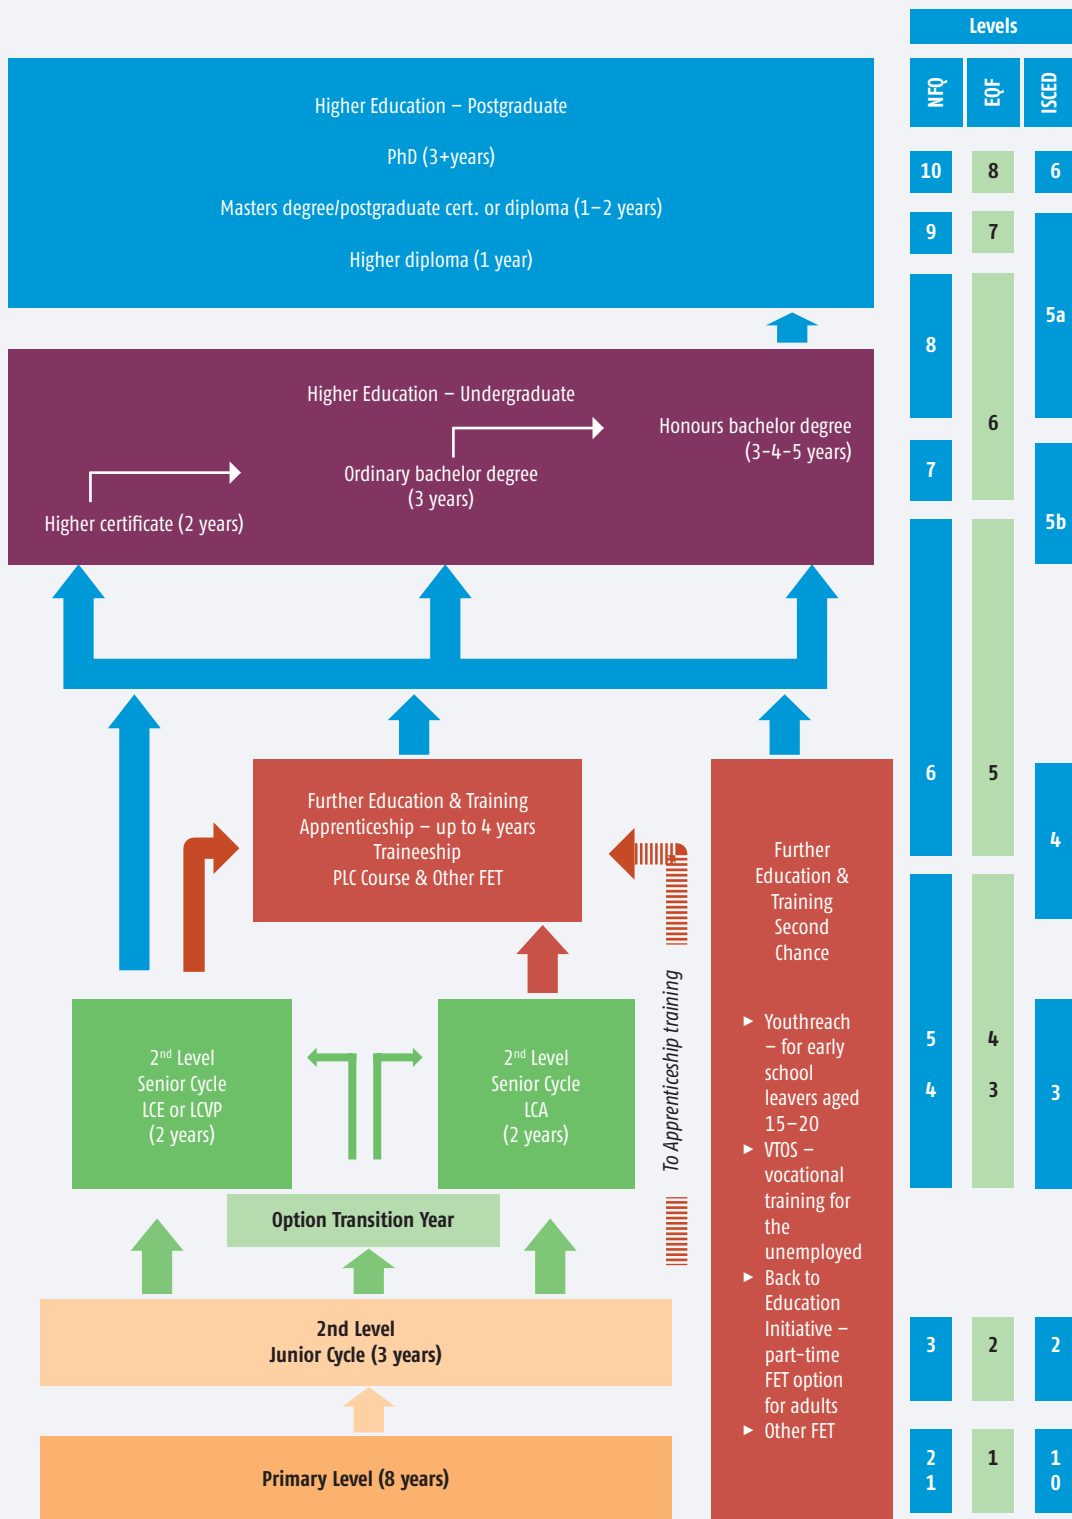 Levels
NFQ
EQF
ISCED
Higher Education – Postgraduate
PhD (3+years)
Masters degree/postgraduate cert. or diploma (1–2 years)
Higher diploma (1 year)
10
8
6
9
7
5a
8
6
Higher Education – Undergraduate
Honours bachelor degree
(3-4-5 years)
Ordinary bachelor degree
(3 years)
Higher certificate (2 years)
7
5b
6
5
4
Further Education & Training
Apprenticeship – up to 4 years
Traineeship
PLC Course & Other FET
Further
Education &
Training
Second
Chance
► Youthreach
– for early
school
leavers aged
15–20
► VTOS –
vocational
training for
the
unemployed
► Back to
Education
Initiative –
part-time
FET option
for adults
► Other FET
To Apprenticeship training
2nd Level
Senior Cycle
LCE or LCVP
(2 years)
2nd Level
Senior Cycle
LCA
(2 years)
5
4
4
3
3
Option Transition Year
2nd Level
Junior Cycle (3 years)
3
2
2
Primary Level (8 years)
2
1
1
1
0